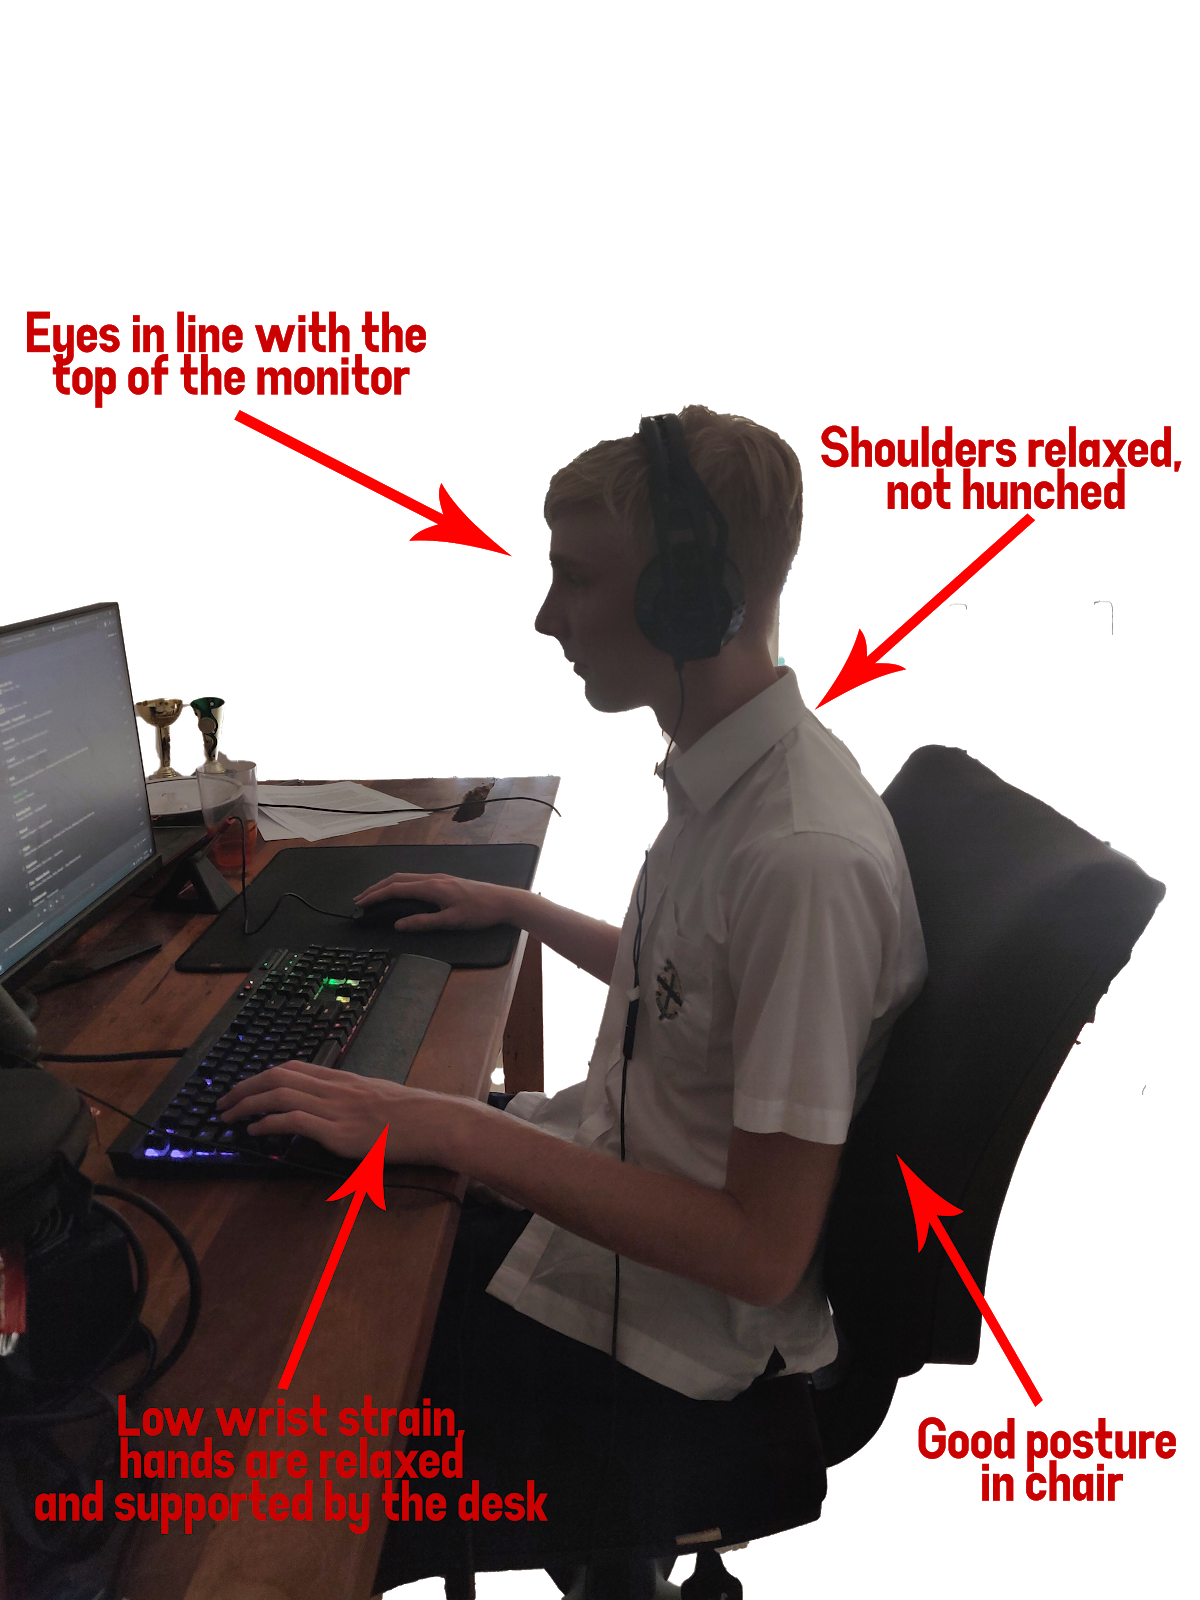 Eyes in line with the
top of the monitor
Shoulders relaxed,
not hunched
Low wrist strain,
hands are relaxed
and supported by the desk
Good posture
in chair